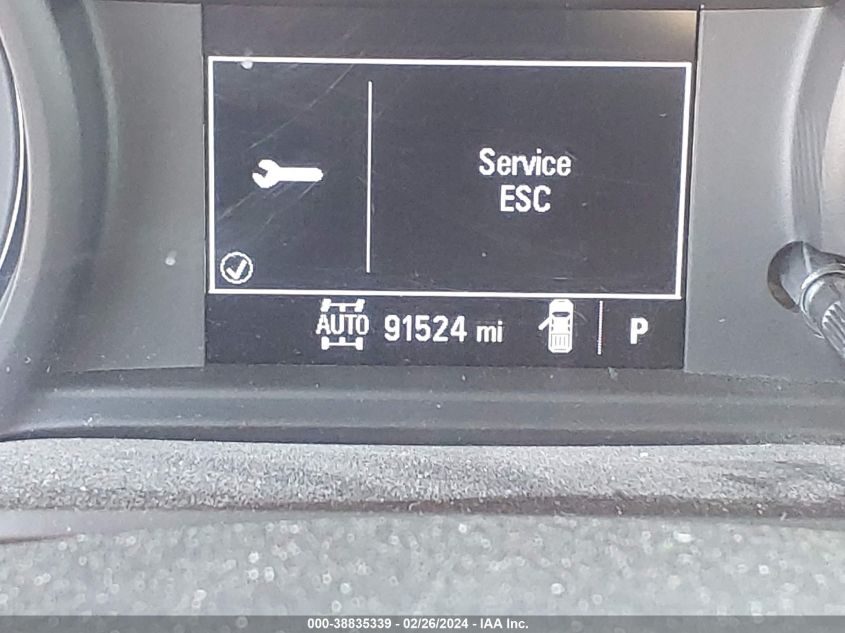 Service
ESC
AUTO 91524 mi P
000-38835339 - 02/26/2024 - IAA Inc.